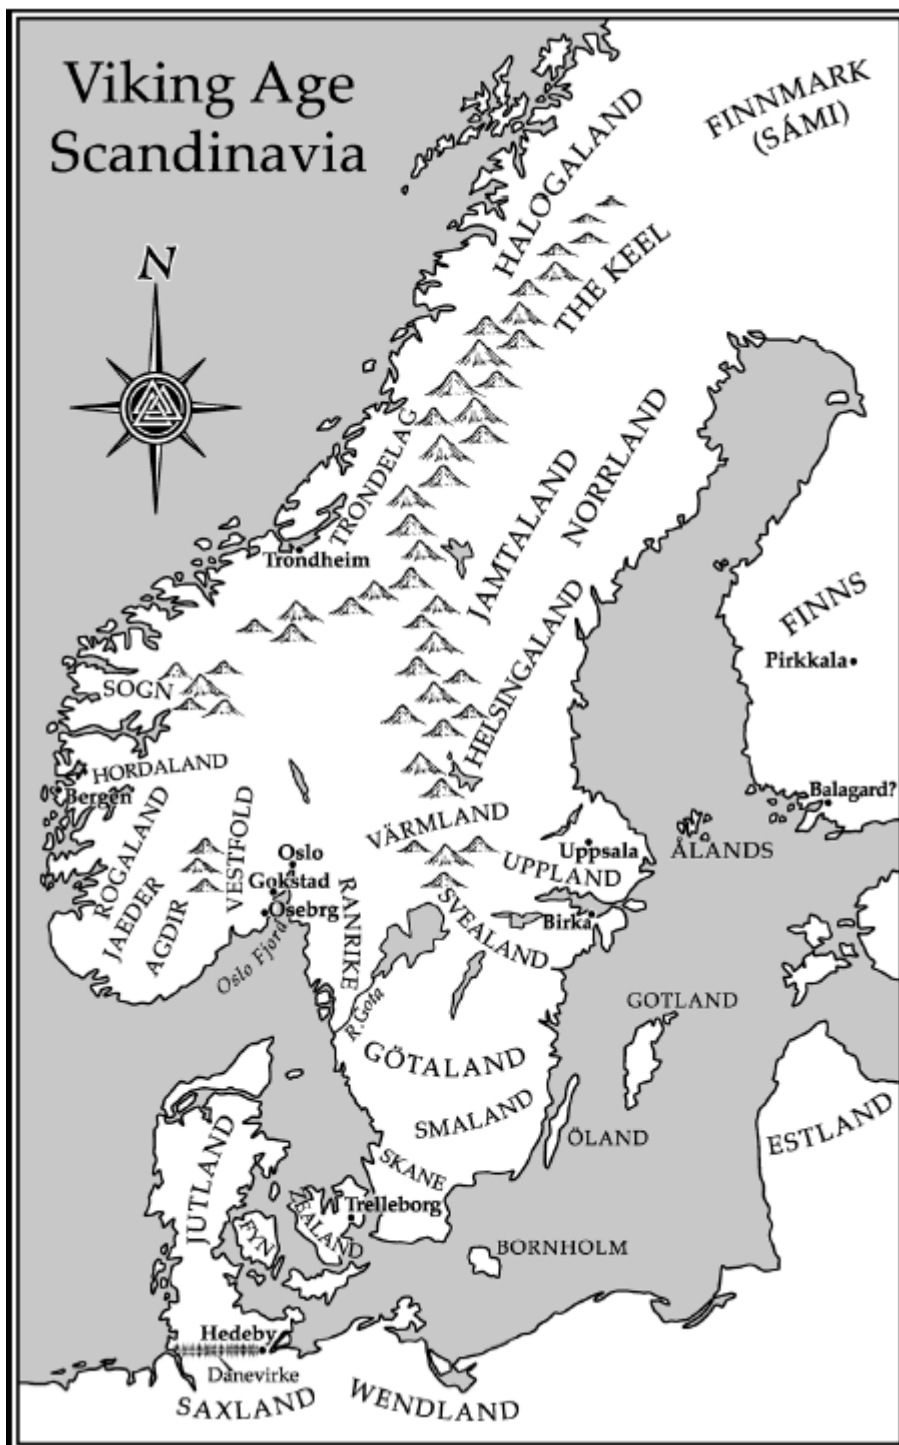 Viking Age
Scandinavia
N
FINNMARK
(SÁMI)
HALOGALAND
THE KEEL
TRONDELAG
NORRLAND
JAMTALAND
Trondheim
HELSINGALAND
FINNS
Pirkkala
SOGN
HORDALAND
Bergen
ROGALAND
JAEDER
AGDIR
VESTFOLD
Oslo
Gokstad
Osebrg
Oslo Fjord
RANRIKE
VÄRMLAND
UPPLAND
Uppsala
SVEALAND
Birka
ÅLANDS
Balagard?
R. Gota
GÖTALAND
GOTLAND
SMALAND
ÖLAND
ESTLAND
SKANE
JUTLAND
FYN
ZEALAND
Trelleborg
BORNHOLM
Hedeby
Danevirke
SAXLAND
WENDLAND